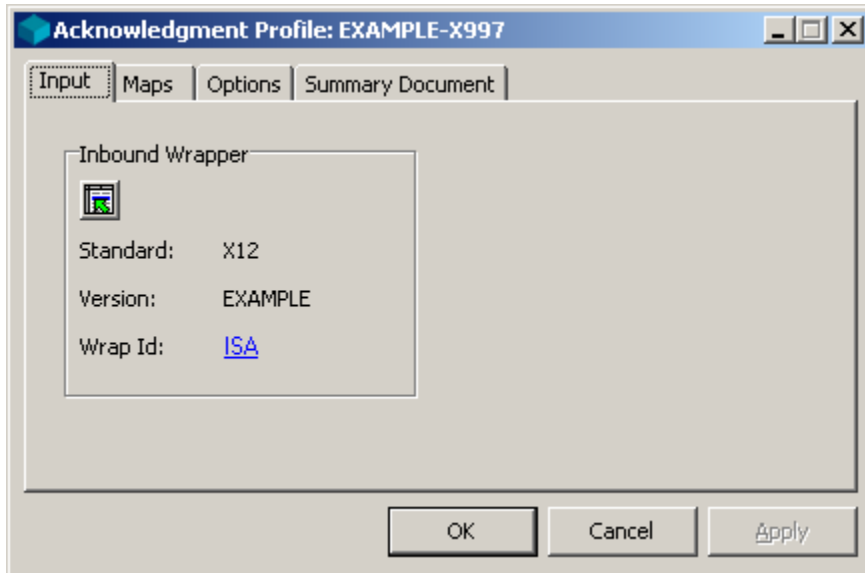 Acknowledgment Profile: EXAMPLE-X997
Input Maps Options Summary Document
Inbound Wrapper
Standard: X12
Version: EXAMPLE
Wrap Id: ISA
OK Cancel Apply